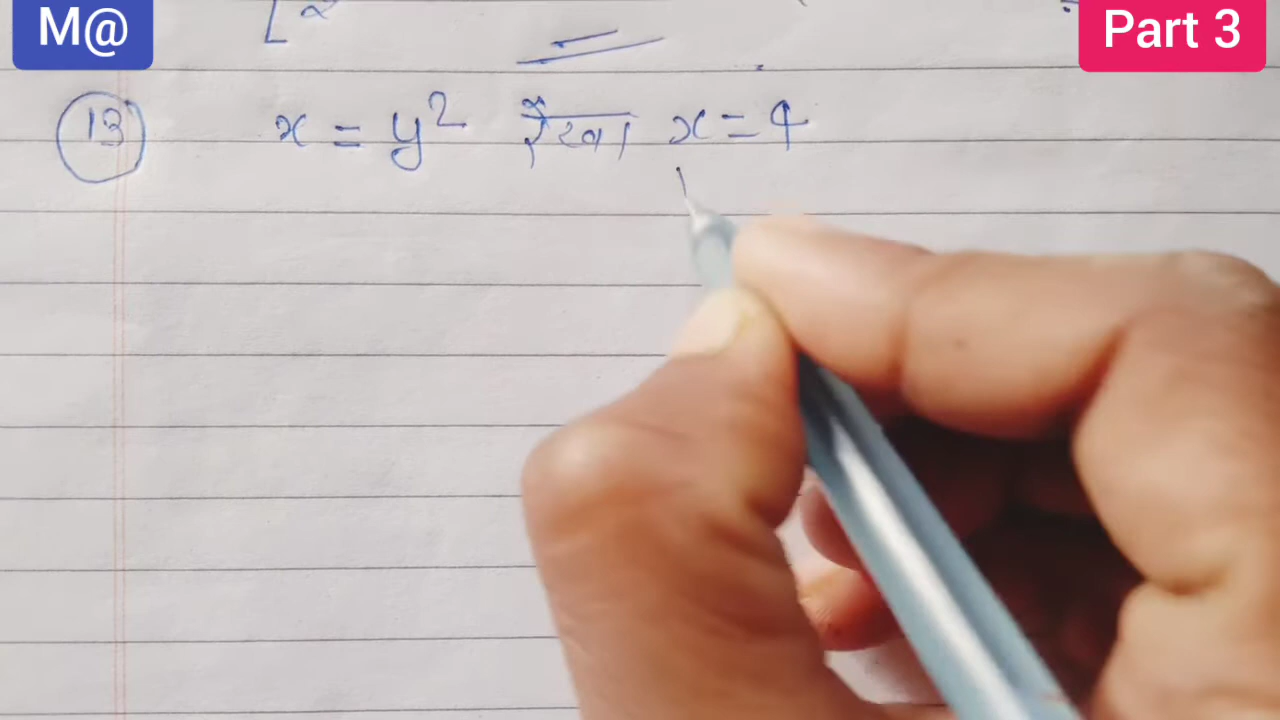 M@
Part 3
13 x = y² रेखा x = 4